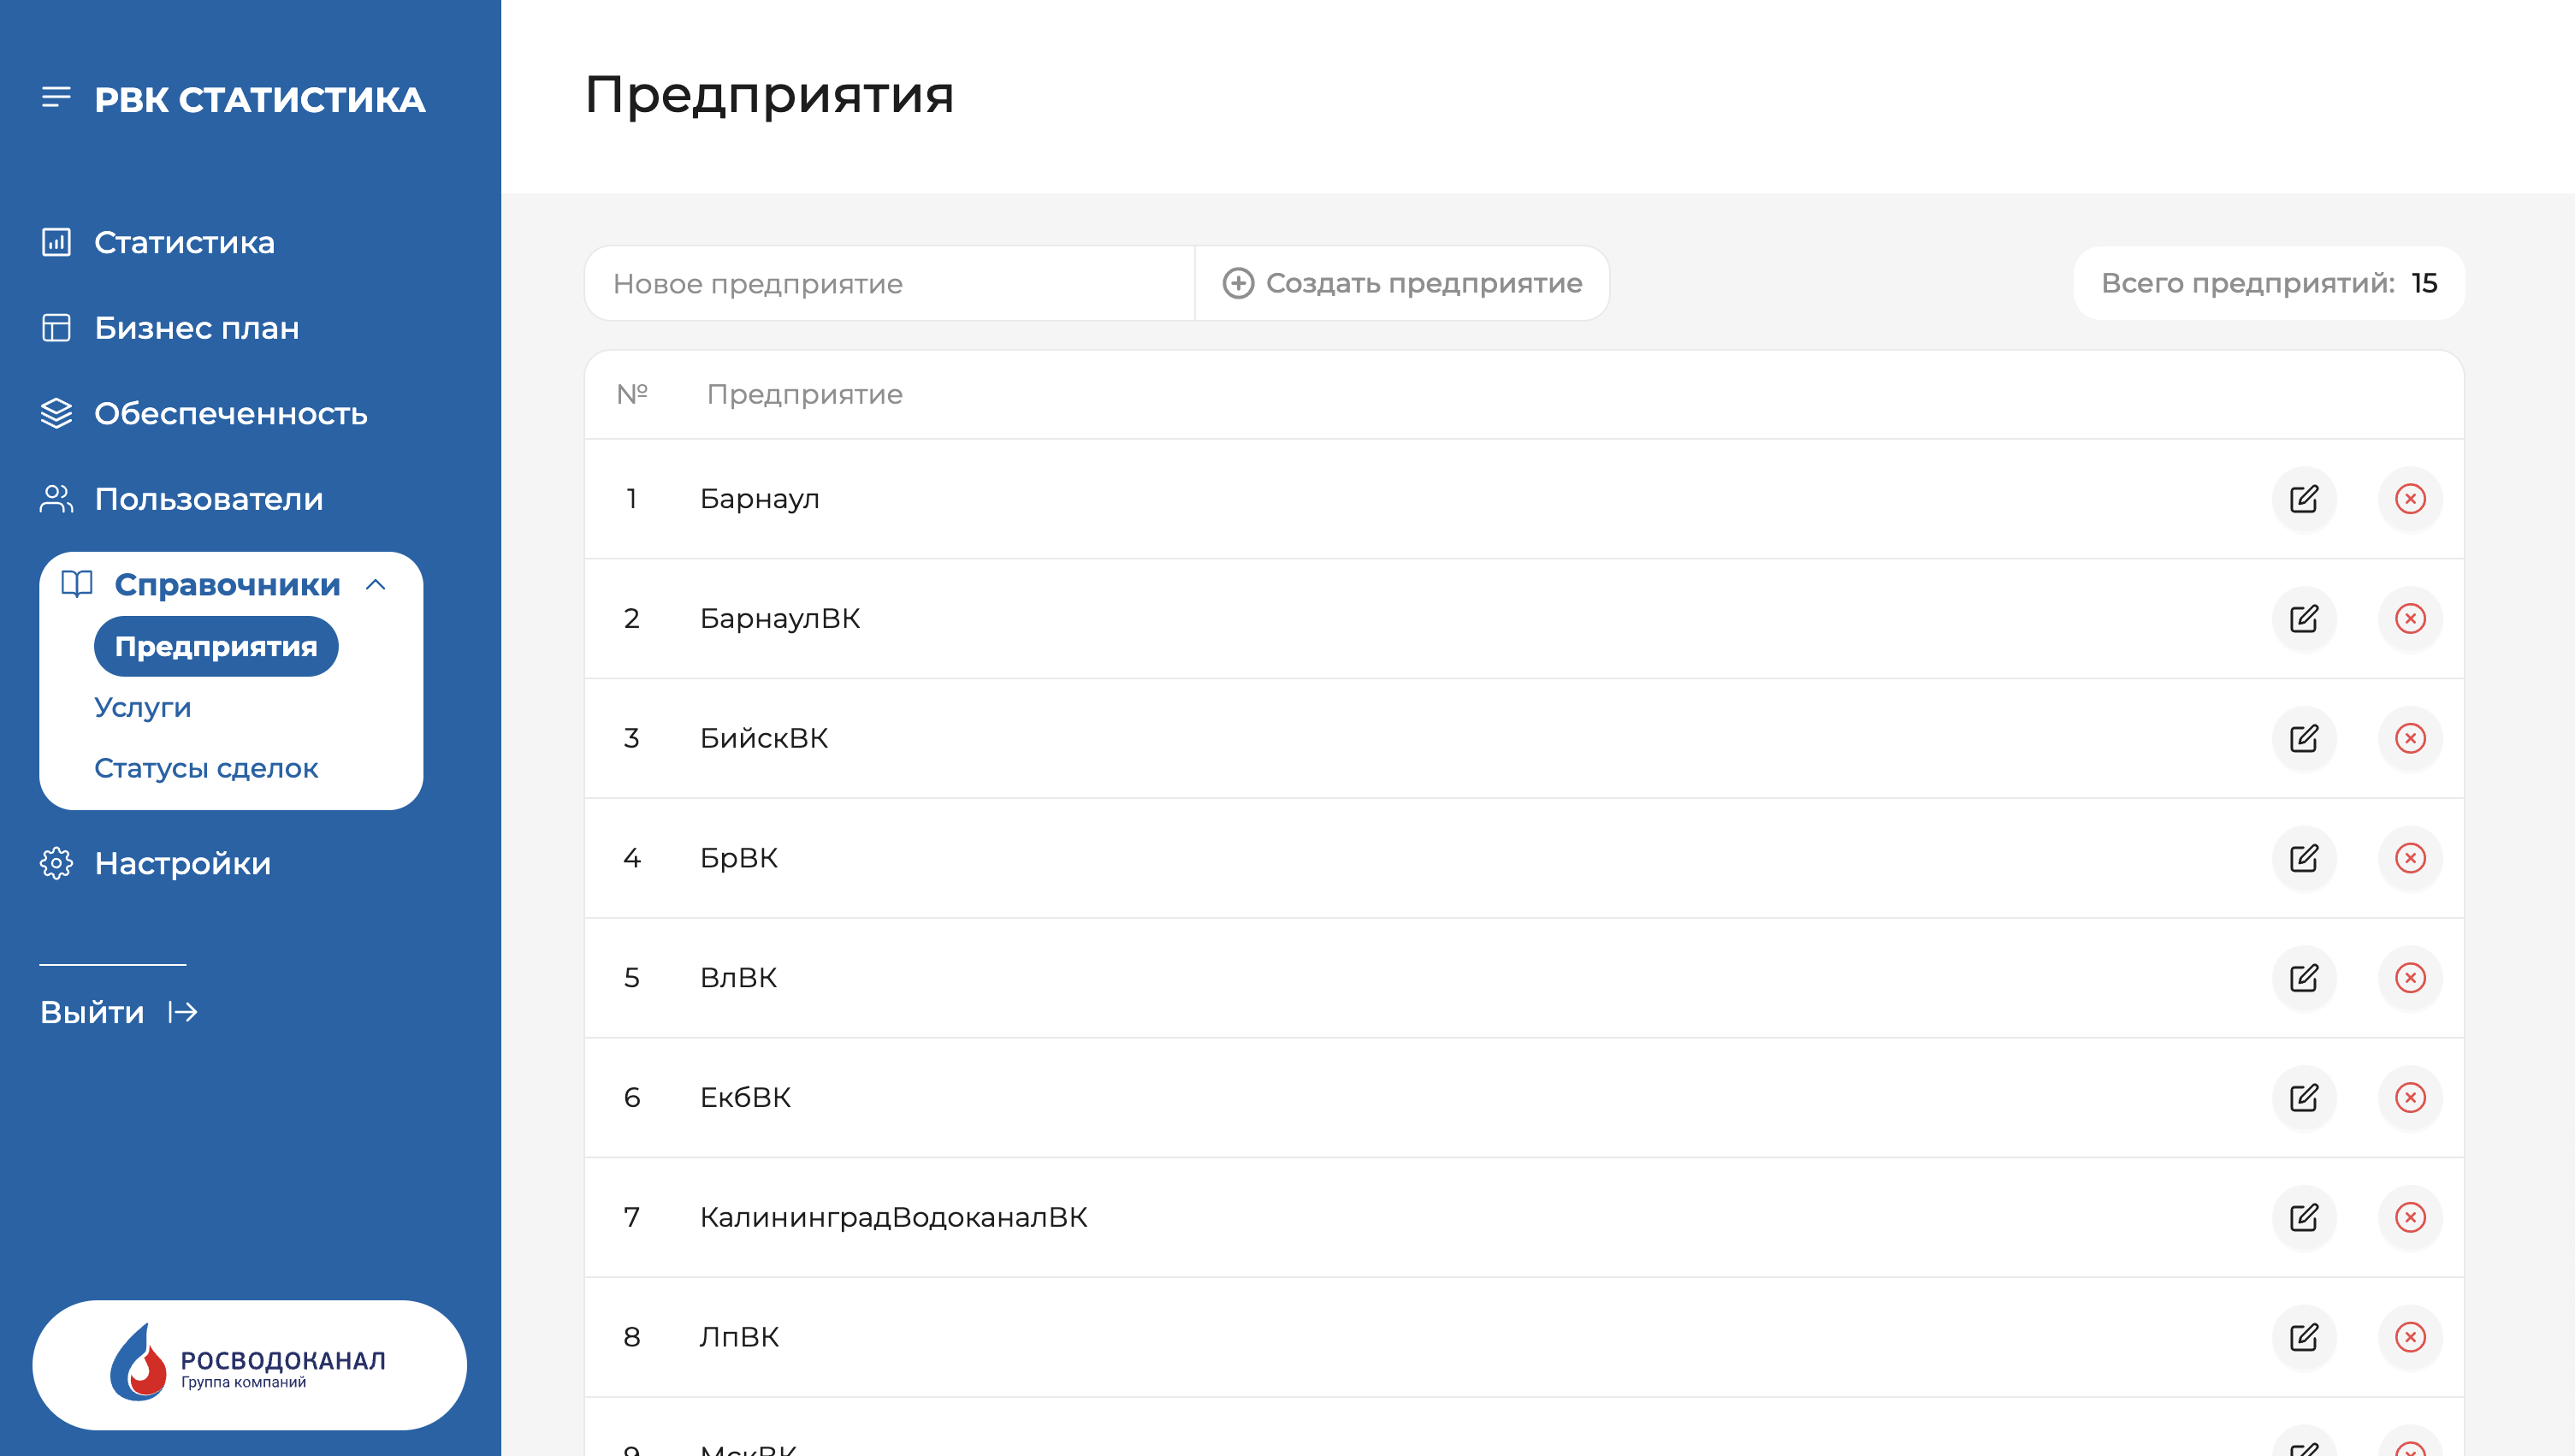 РВК СТАТИСТИКА
Статистика
Бизнес план
Обеспеченность
Пользователи
Справочники
Предприятия
Услуги
Статусы сделок
Настройки
Выйти
РОСВОДОКАНАЛ
Группа компаний
Предприятия
Новое предприятие Создать предприятие Всего предприятий: 15
№ Предприятие
1 Барнаул
2 БарнаулВК
3 БийскВК
4 БрВК
5 ВлВК
6 ЕкбВК
7 КалининградВодоканалВК
8 ЛпВК
9 МскВК